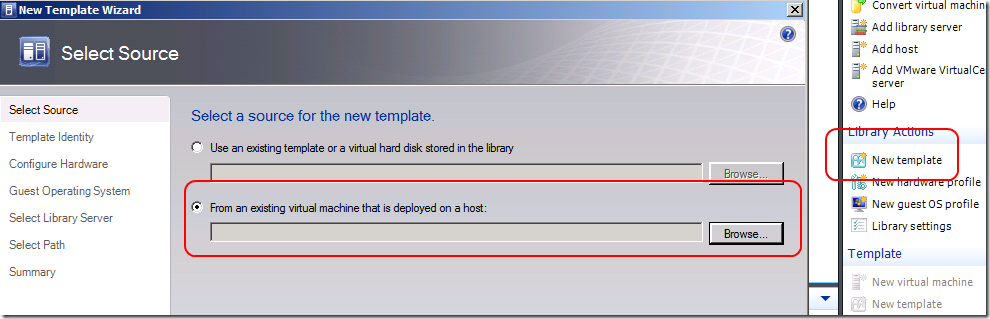 New Template Wizard
Select Source
Select Source
Template Identity
Configure Hardware
Guest Operating System
Select Library Server
Select Path
Summary
Select a source for the new template.
Use an existing template or a virtual hard disk stored in the library
Browse...
From an existing virtual machine that is deployed on a host:
Browse...
Convert virtual machin
Add library server
Add host
Add VMware VirtualCe
server
Help
Library Actions
New template
New hardware profile
New guest OS profile
Library settings
Template
New virtual machine
New template